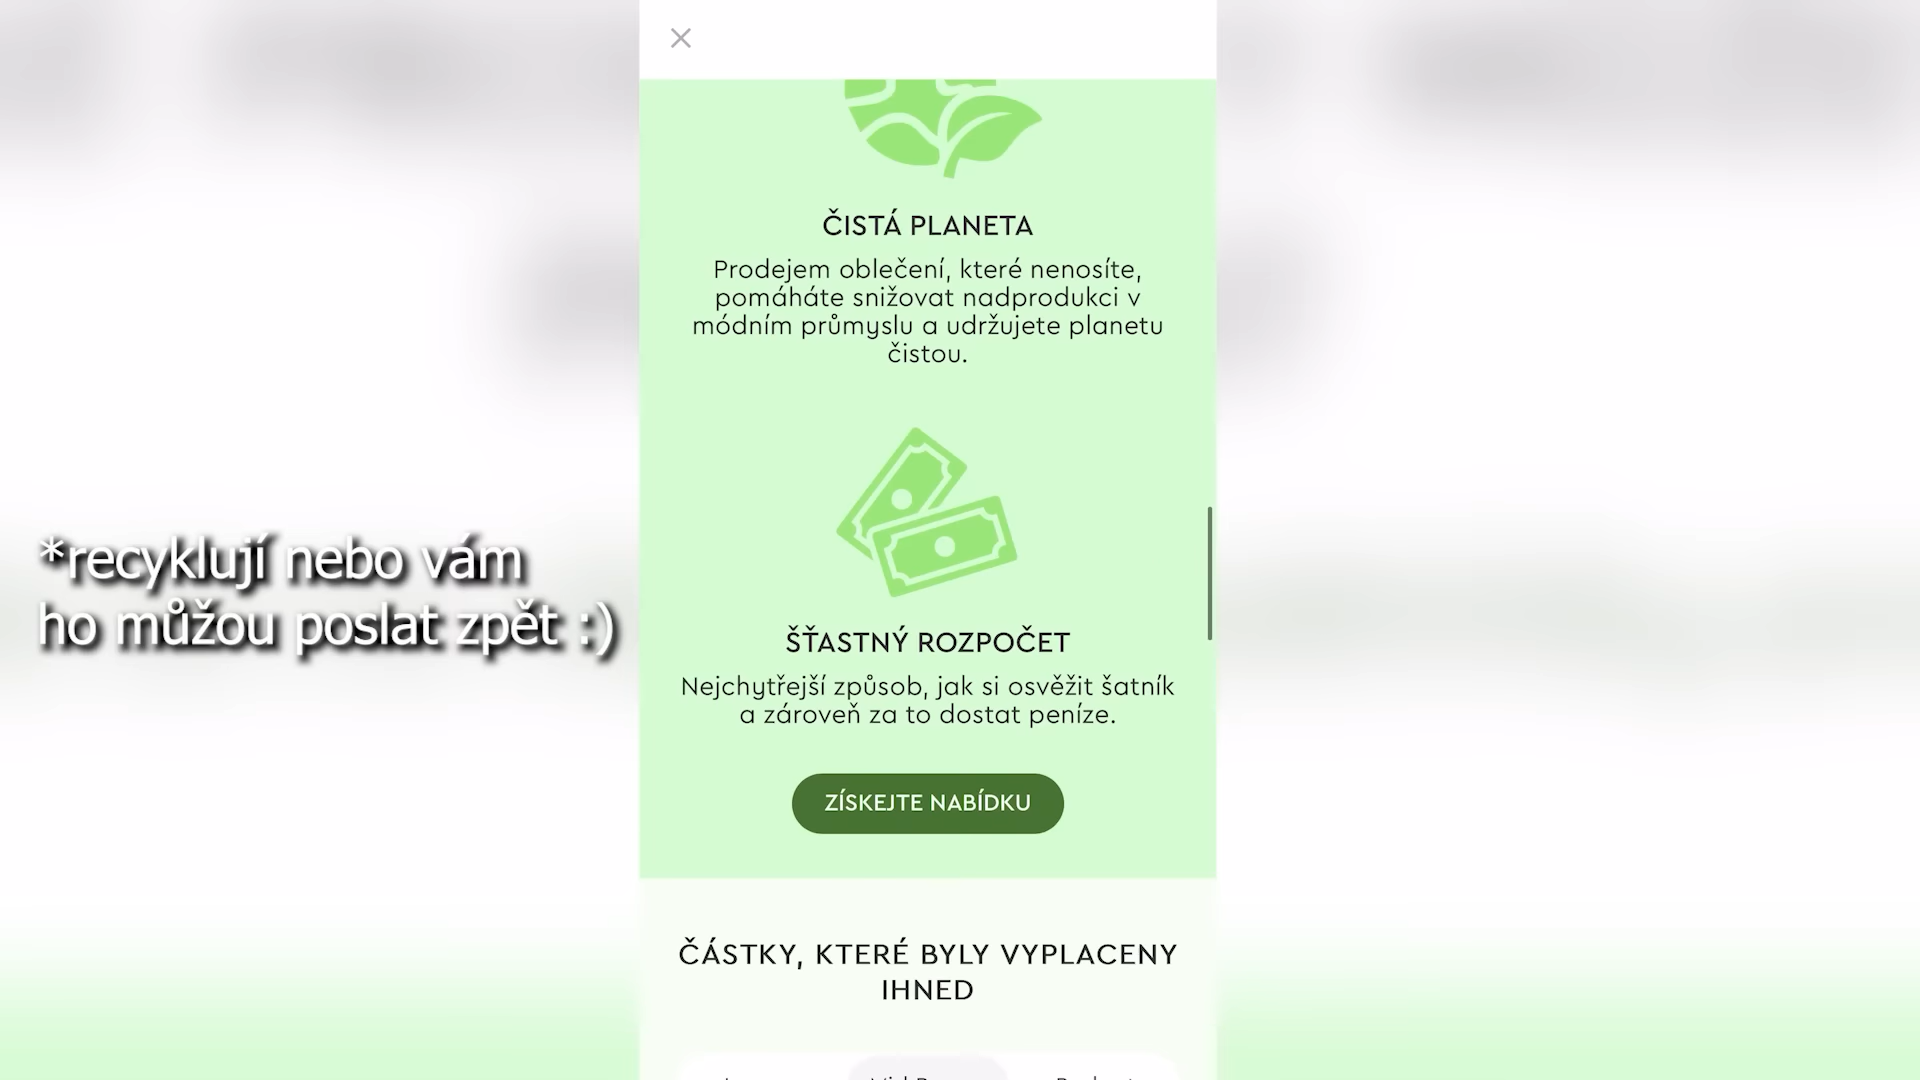 ČISTÁ PLANETA
Prodejem oblečení, které nenosíte,
pomáháte snižovat nadprodukci v
módním průmyslu a udržujete planetu
čistou.
*recyklují nebo vám
ho můžou poslat zpět :)
ŠŤASTNÝ ROZPOČET
Nejchytřejší způsob, jak si osvěžit šatník
a zároveň za to dostat peníze.
ZÍSKEJTE NABÍDKU
ČÁSTKY, KTERÉ BYLY VYPLACENY
IHNED